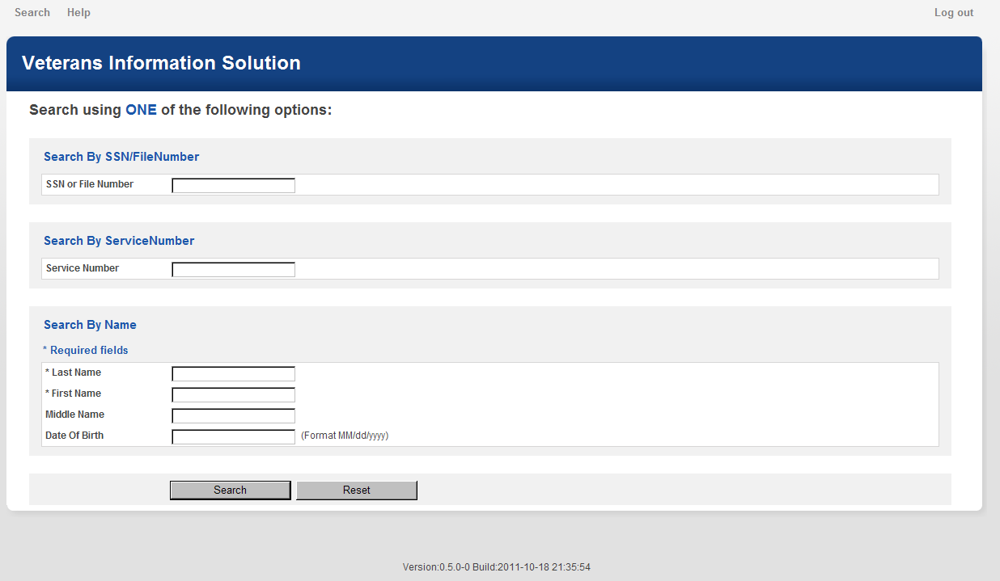 Search Help Log out
Veterans Information Solution
Search using ONE of the following options:
Search By SSN/FileNumber
SSN or File Number
Search By ServiceNumber
Service Number
Search By Name
* Required fields
* Last Name
* First Name
Middle Name
Date Of Birth (Format MM/dd/yyyy)
Search Reset
Version:0.5.0-0 Build:2011-10-18 21:35:54